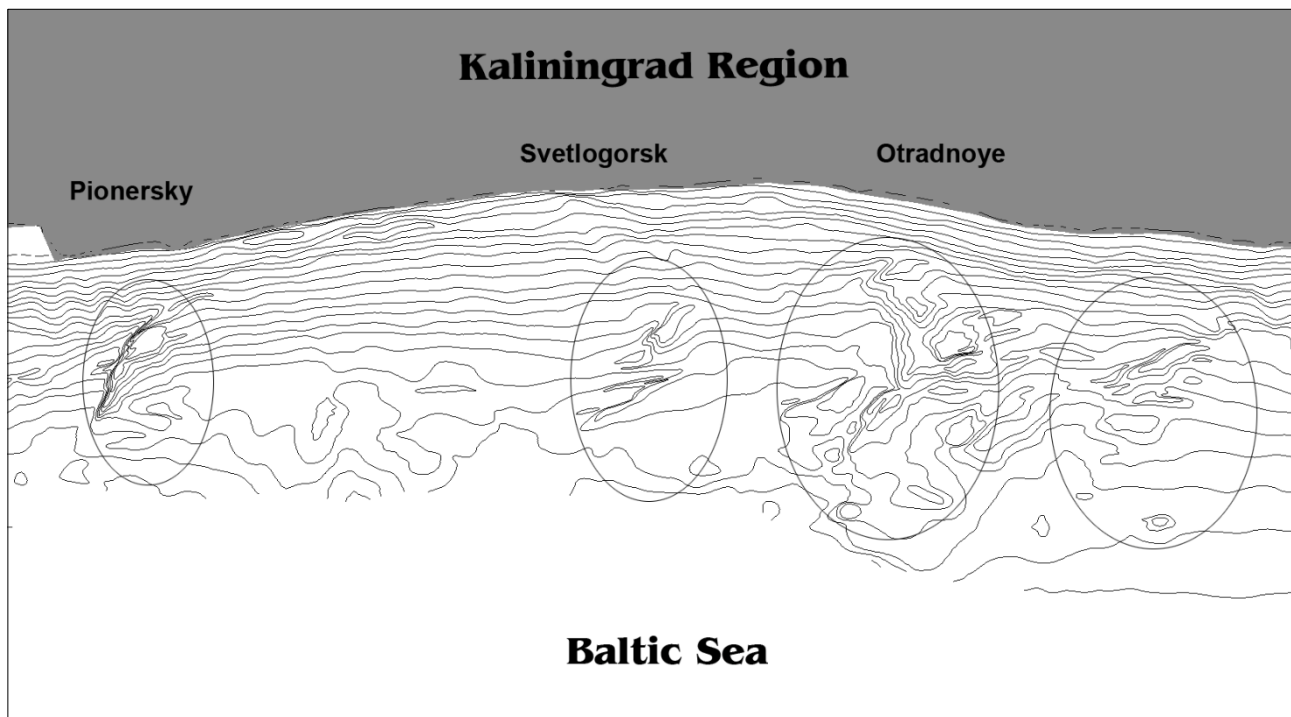 Kaliningrad Region
Svetlogorsk
Otradnoye
Pionersky
Baltic Sea